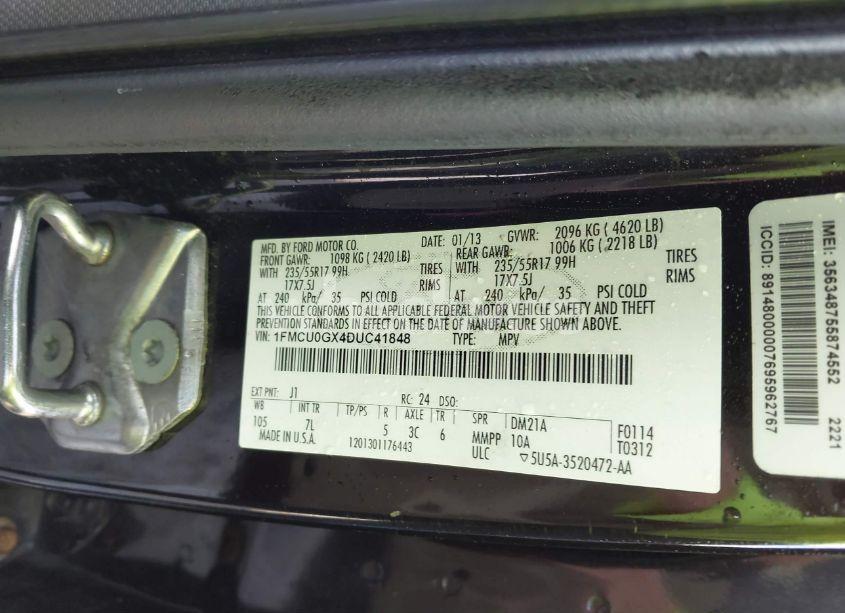 MFD. BY FORD MOTOR CO.
DATE: 01/13 GVWR: 2096 KG ( 4620 LB)
FRONT GAWR: 1098 KG ( 2420 LB)
REAR GAWR: 1006 KG ( 2218 LB)
WITH 235/55R17 99H TIRES
WITH 235/55R17 99H TIRES
17X7.5J RIMS
17X7.5J RIMS
AT 240 kPa/ 35 PSI COLD
AT 240 kPa/ 35 PSI COLD
THIS VEHICLE CONFORMS TO ALL APPLICABLE FEDERAL MOTOR VEHICLE SAFETY AND THEFT
PREVENTION STANDARDS IN EFFECT ON THE DATE OF MANUFACTURE SHOWN ABOVE.
VIN: 1FMCU0GX4DUC41848 TYPE: MPV
EXT PNT: J1 RC: 24 DSO:
WB INT TR TP/PS R AXLE TR SPR DM21A F0114
105 7L 5 3C 6 MMPP 10A T0312
MADE IN U.S.A. 1201301176443 ULC ▽5U5A-3520472-AA
ICCID: 89148000007695962767
IMEI: 356348755874552 2221